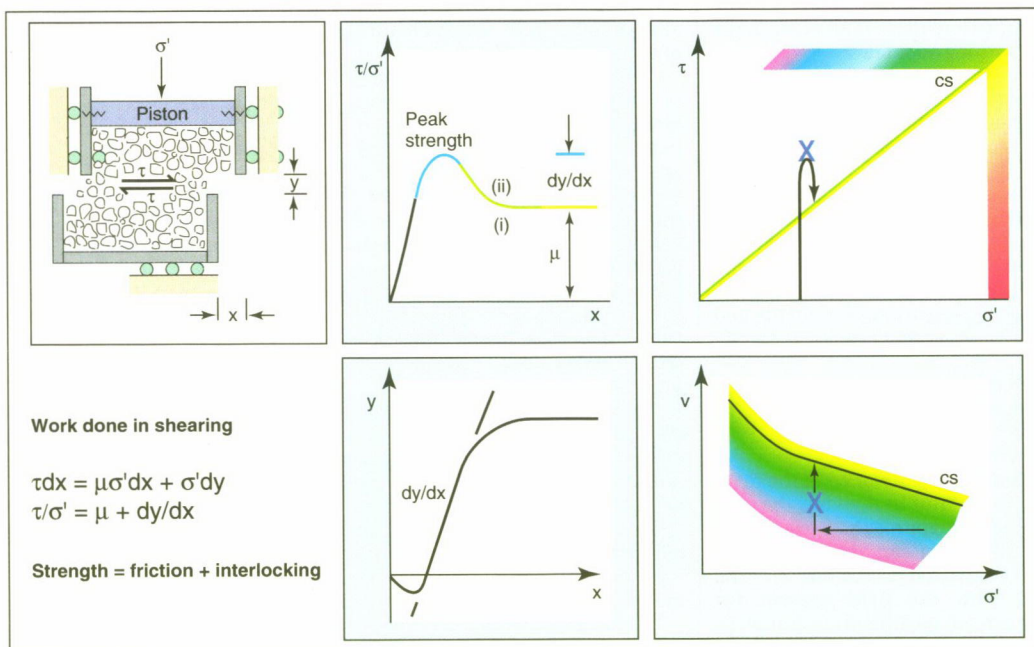 σ'
Piston
τ
τ
y
x
τ/σ'
Peak
strength
(ii)
(i)
dy/dx
μ
x
τ
cs
X
σ'
Work done in shearing
τdx = μσ'dx + σ'dy
τ/σ' = μ + dy/dx
Strength = friction + interlocking
y
dy/dx
x
v
cs
X
σ'